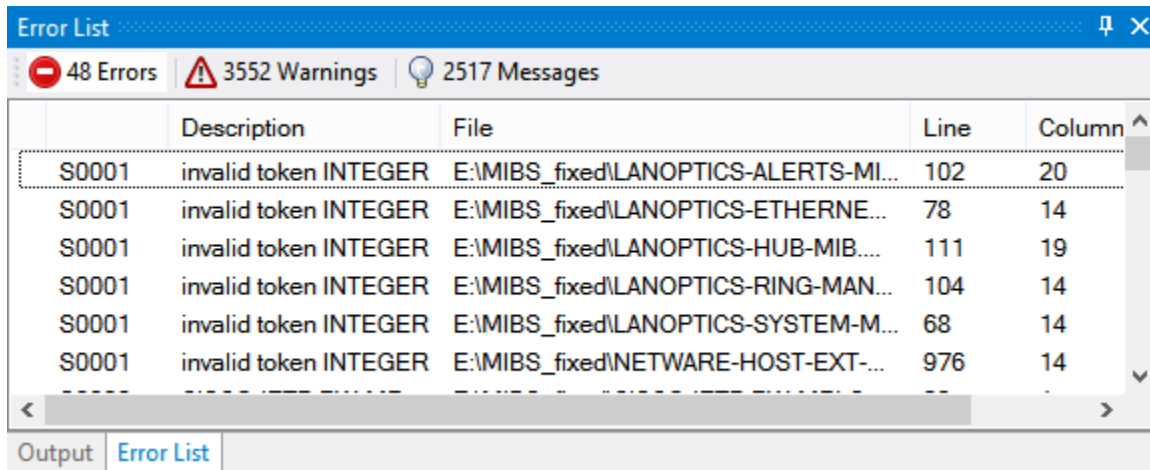 Error List
48 Errors 3552 Warnings 2517 Messages
Description File Line Column
S0001 invalid token INTEGER E:\MIBS_fixed\LANOPTICS-ALERTS-MI... 102 20
S0001 invalid token INTEGER E:\MIBS_fixed\LANOPTICS-ETHERNE... 78 14
S0001 invalid token INTEGER E:\MIBS_fixed\LANOPTICS-HUB-MIB.... 111 19
S0001 invalid token INTEGER E:\MIBS_fixed\LANOPTICS-RING-MAN... 104 14
S0001 invalid token INTEGER E:\MIBS_fixed\LANOPTICS-SYSTEM-M... 68 14
S0001 invalid token INTEGER E:\MIBS_fixed\NETWARE-HOST-EXT-... 976 14
Output Error List